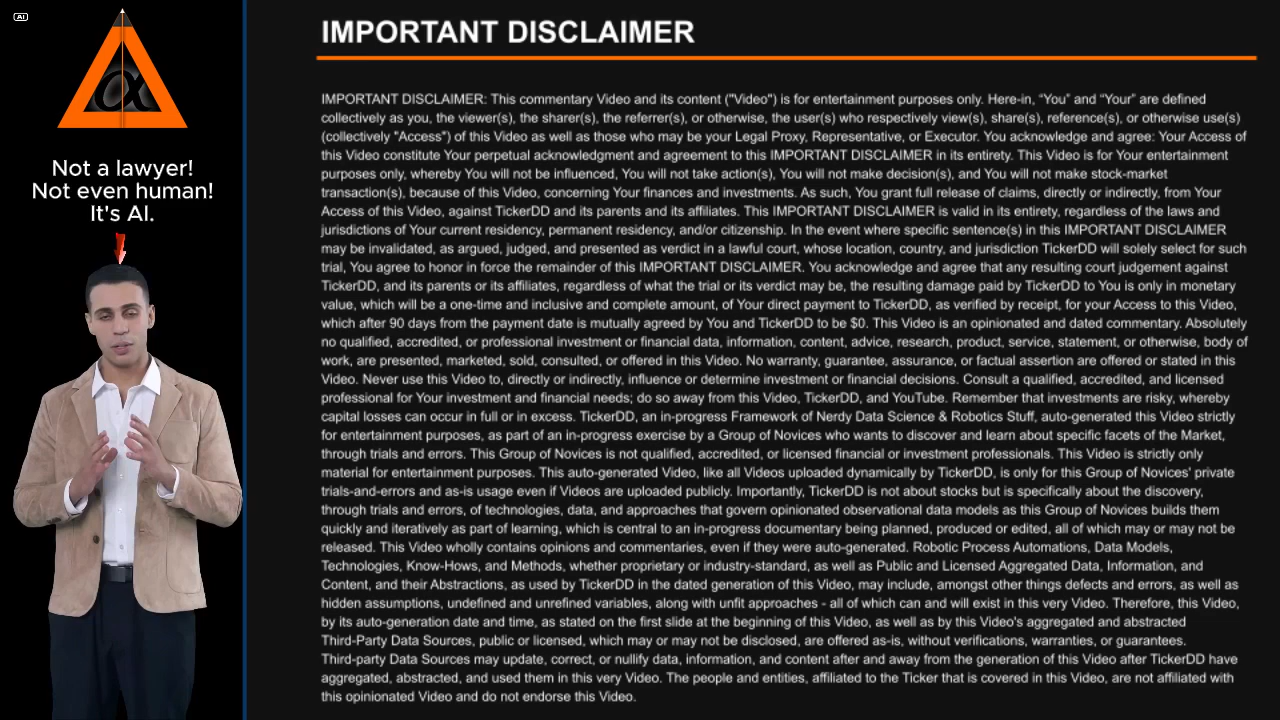 AI
α
Not a lawyer!
Not even human!
It's AI.
IMPORTANT DISCLAIMER
IMPORTANT DISCLAIMER: This commentary Video and its content ("Video") is for entertainment purposes only. Here-in, “You” and “Your” are defined
collectively as you, the viewer(s), the sharer(s), the referrer(s), or otherwise, the user(s) who respectively view(s), share(s), reference(s), or otherwise use(s)
(collectively "Access") of this Video as well as those who may be your Legal Proxy, Representative, or Executor. You acknowledge and agree: Your Access of
this Video constitute Your perpetual acknowledgment and agreement to this IMPORTANT DISCLAIMER in its entirety. This Video is for Your entertainment
purposes only, whereby You will not be influenced, You will not take action(s), You will not make decision(s), and You will not make stock-market
transaction(s), because of this Video, concerning Your finances and investments. As such, You grant full release of claims, directly or indirectly, from Your
Access of this Video, against TickerDD and its parents and its affiliates. This IMPORTANT DISCLAIMER is valid in its entirety, regardless of the laws and
jurisdictions of Your current residency, permanent residency, and/or citizenship. In the event where specific sentence(s) in this IMPORTANT DISCLAIMER
may be invalidated, as argued, judged, and presented as verdict in a lawful court, whose location, country, and jurisdiction TickerDD will solely select for such
trial, You agree to honor in force the remainder of this IMPORTANT DISCLAIMER. You acknowledge and agree that any resulting court judgement against
TickerDD, and its parents or its affiliates, regardless of what the trial or its verdict may be, the resulting damage paid by TickerDD to You is only in monetary
value, which will be a one-time and inclusive and complete amount, of Your direct payment to TickerDD, as verified by receipt, for your Access to this Video,
which after 90 days from the payment date is mutually agreed by You and TickerDD to be $0. This Video is an opinionated and dated commentary. Absolutely
no qualified, accredited, or professional investment or financial data, information, content, advice, research, product, service, statement, or otherwise, body of
work, are presented, marketed, sold, consulted, or offered in this Video. No warranty, guarantee, assurance, or factual assertion are offered or stated in this
Video. Never use this Video to, directly or indirectly, influence or determine investment or financial decisions. Consult a qualified, accredited, and licensed
professional for Your investment and financial needs; do so away from this Video, TickerDD, and YouTube. Remember that investments are risky, whereby
capital losses can occur in full or in excess. TickerDD, an in-progress Framework of Nerdy Data Science & Robotics Stuff, auto-generated this Video strictly
for entertainment purposes, as part of an in-progress exercise by a Group of Novices who wants to discover and learn about specific facets of the Market,
through trials and errors. This Group of Novices is not qualified, accredited, or licensed financial or investment professionals. This Video is strictly only
material for entertainment purposes. This auto-generated Video, like all Videos uploaded dynamically by TickerDD, is only for this Group of Novices' private
trials-and-errors and as-is usage even if Videos are uploaded publicly. Importantly, TickerDD is not about stocks but is specifically about the discovery,
through trials and errors, of technologies, data, and approaches that govern opinionated observational data models as this Group of Novices builds them
quickly and iteratively as part of learning, which is central to an in-progress documentary being planned, produced or edited, all of which may or may not be
released. This Video wholly contains opinions and commentaries, even if they were auto-generated. Robotic Process Automations, Data Models,
Technologies, Know-Hows, and Methods, whether proprietary or industry-standard, as well as Public and Licensed Aggregated Data, Information, and
Content, and their Abstractions, as used by TickerDD in the dated generation of this Video, may include, amongst other things defects and errors, as well as
hidden assumptions, undefined and unrefined variables, along with unfit approaches - all of which can and will exist in this very Video. Therefore, this Video,
by its auto-generation date and time, as stated on the first slide at the beginning of this Video, as well as by this Video's aggregated and abstracted
Third-Party Data Sources, public or licensed, which may or may not be disclosed, are offered as-is, without verifications, warranties, or guarantees.
Third-party Data Sources may update, correct, or nullify data, information, and content after and away from the generation of this Video after TickerDD have
aggregated, abstracted, and used them in this very Video. The people and entities, affiliated to the Ticker that is covered in this Video, are not affiliated with
this opinionated Video and do not endorse this Video.